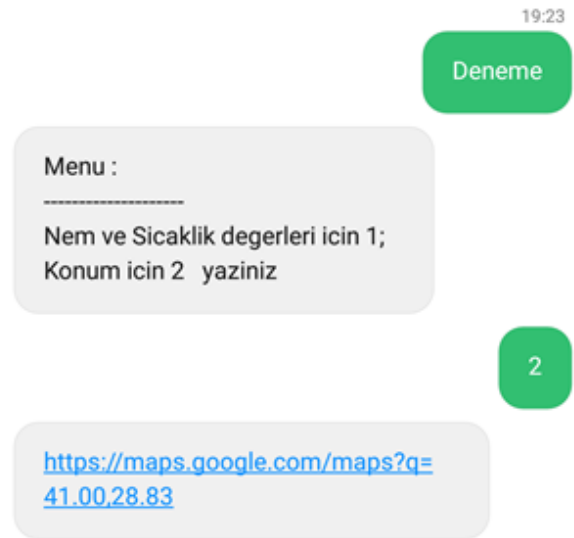 19:23
Deneme
Menu :
--------------------
Nem ve Sicaklik degerleri icin 1;
Konum icin 2   yaziniz
2
https://maps.google.com/maps?q=
41.00,28.83